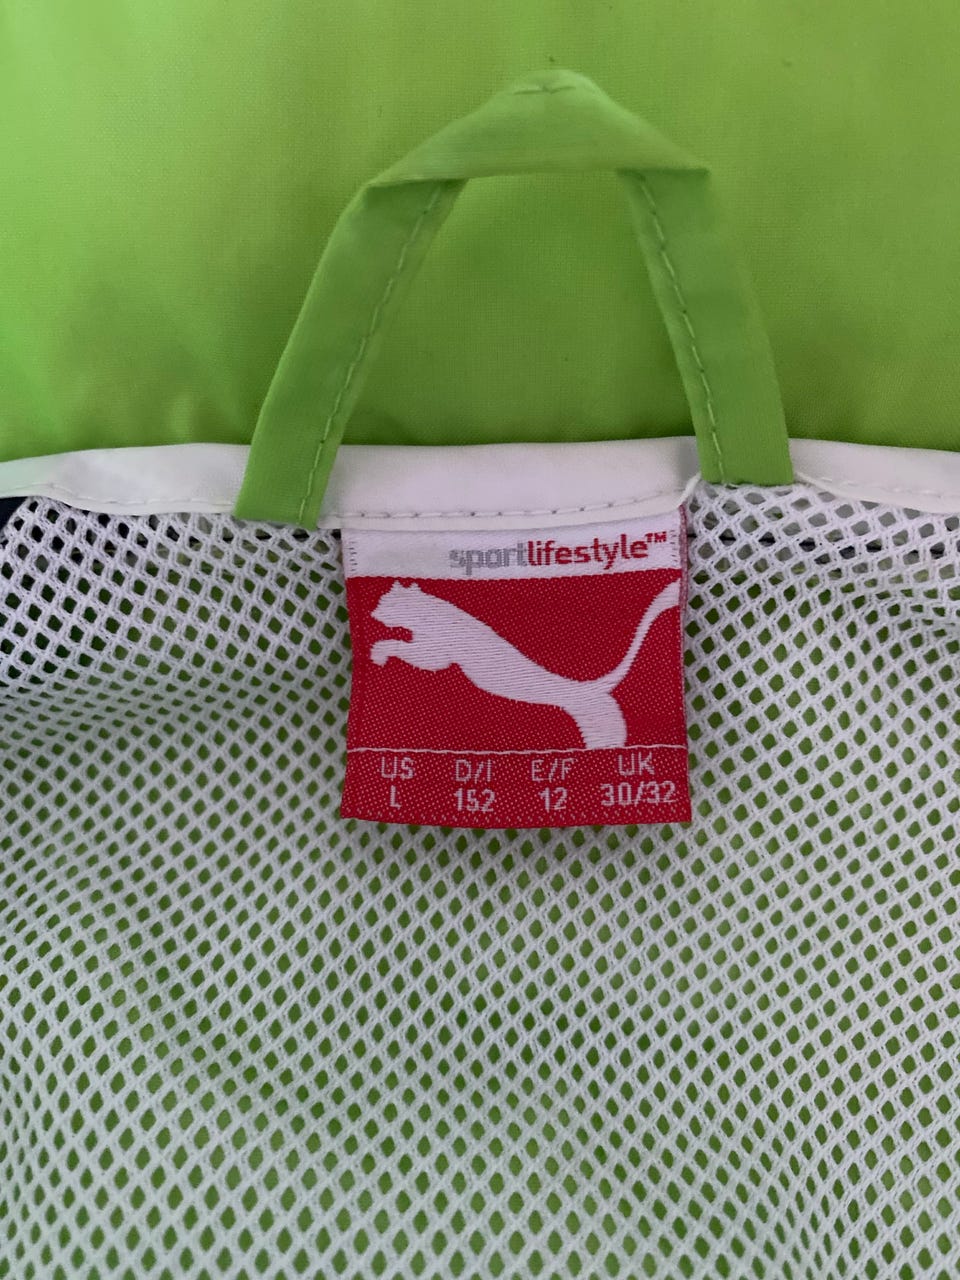 sportlifestyle™
US D/I E/F UK
L 152 12 30/32